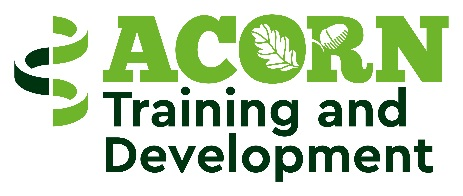 ACORN
Training and
Development